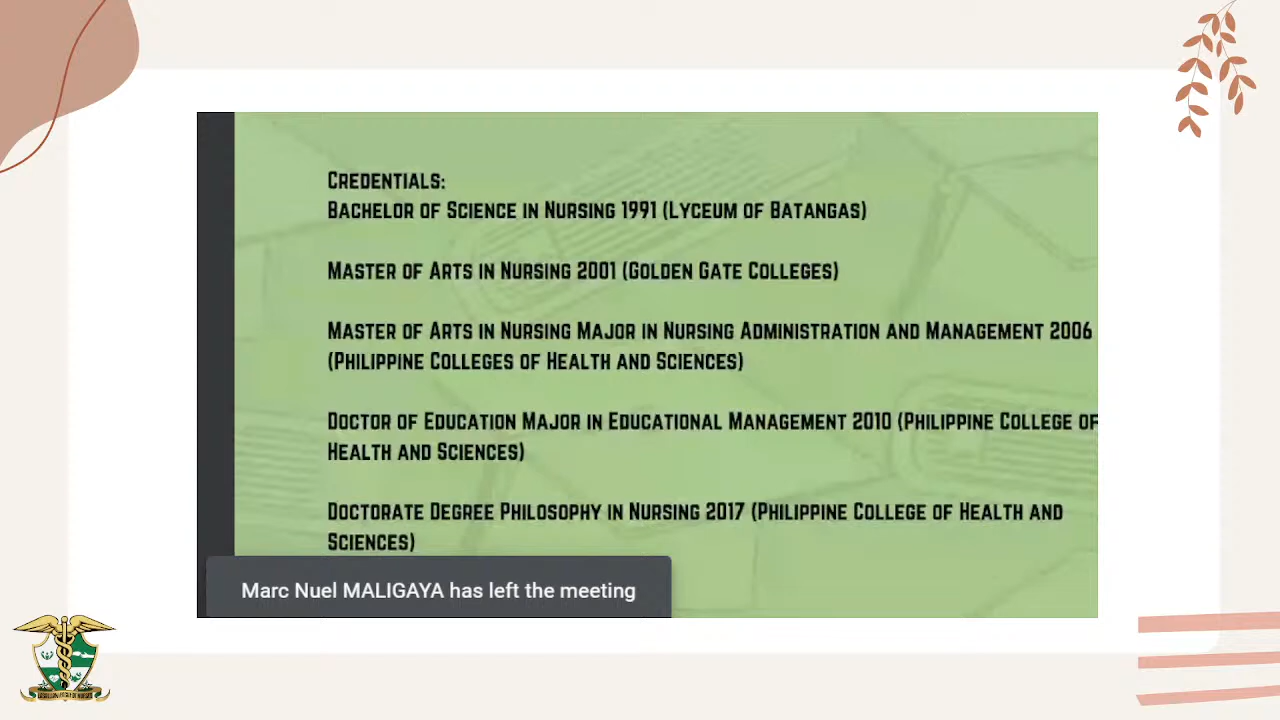 CREDENTIALS:
BACHELOR OF SCIENCE IN NURSING 1991 (LYCEUM OF BATANGAS)
MASTER OF ARTS IN NURSING 2001 (GOLDEN GATE COLLEGES)
MASTER OF ARTS IN NURSING MAJOR IN NURSING ADMINISTRATION AND MANAGEMENT 2006
(PHILIPPINE COLLEGES OF HEALTH AND SCIENCES)
DOCTOR OF EDUCATION MAJOR IN EDUCATIONAL MANAGEMENT 2010 (PHILIPPINE COLLEGE OF
HEALTH AND SCIENCES)
DOCTORATE DEGREE PHILOSOPHY IN NURSING 2017 (PHILIPPINE COLLEGE OF HEALTH AND
SCIENCES)
Marc Nuel MALIGAYA has left the meeting